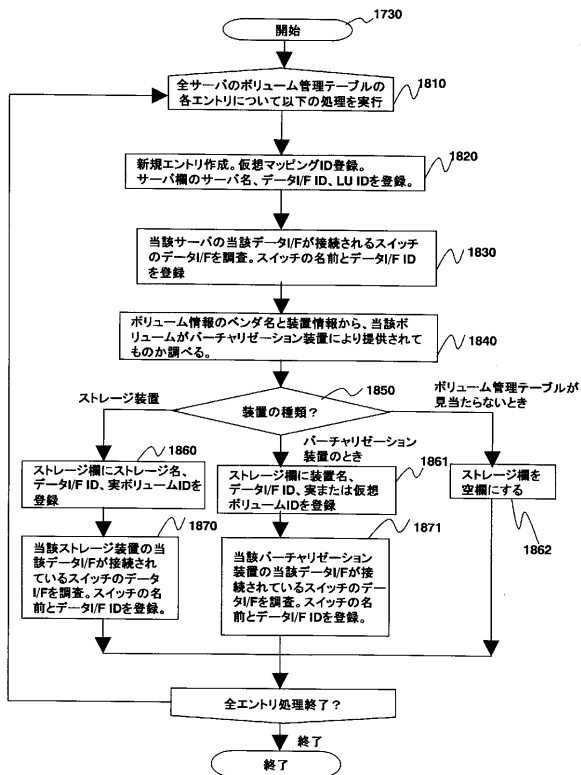 開始
1730
全サーバのボリューム管理テーブルの
各エントリについて以下の処理を実行
1810
新規エントリ作成。仮想マッピングID登録。
サーバ欄のサーバ名、データI/F ID、LU IDを登録。
1820
当該サーバの当該データI/Fが接続されるスイッチ
のデータI/Fを調査。スイッチの名前とデータI/F ID
を登録
1830
ボリューム情報のベンダ名と装置情報から、当該ボ
リュームがバーチャリゼーション装置により提供されて
ものか調べる。
1840
装置の種類？
1850
ストレージ装置
バーチャリゼーション
装置のとき
ボリューム管理テーブルが
見当たらないとき
1860
ストレージ欄にストレージ名、
データI/F ID、実ボリュームIDを
登録
1861
ストレージ欄に装置名、
データI/F ID、実または仮想
ボリュームIDを登録
ストレージ欄を
空欄にする
1862
1870
当該ストレージ装置の当
該データI/Fが接続され
ているスイッチのデータ
I/Fを調査。スイッチの名
前とデータI/F IDを登録。
1871
当該バーチャリゼーション
装置の当該データI/Fが接
続されているスイッチのデー
タI/Fを調査。スイッチの名
前とデータI/F IDを登録。
全エントリ処理終了？
終了
終了